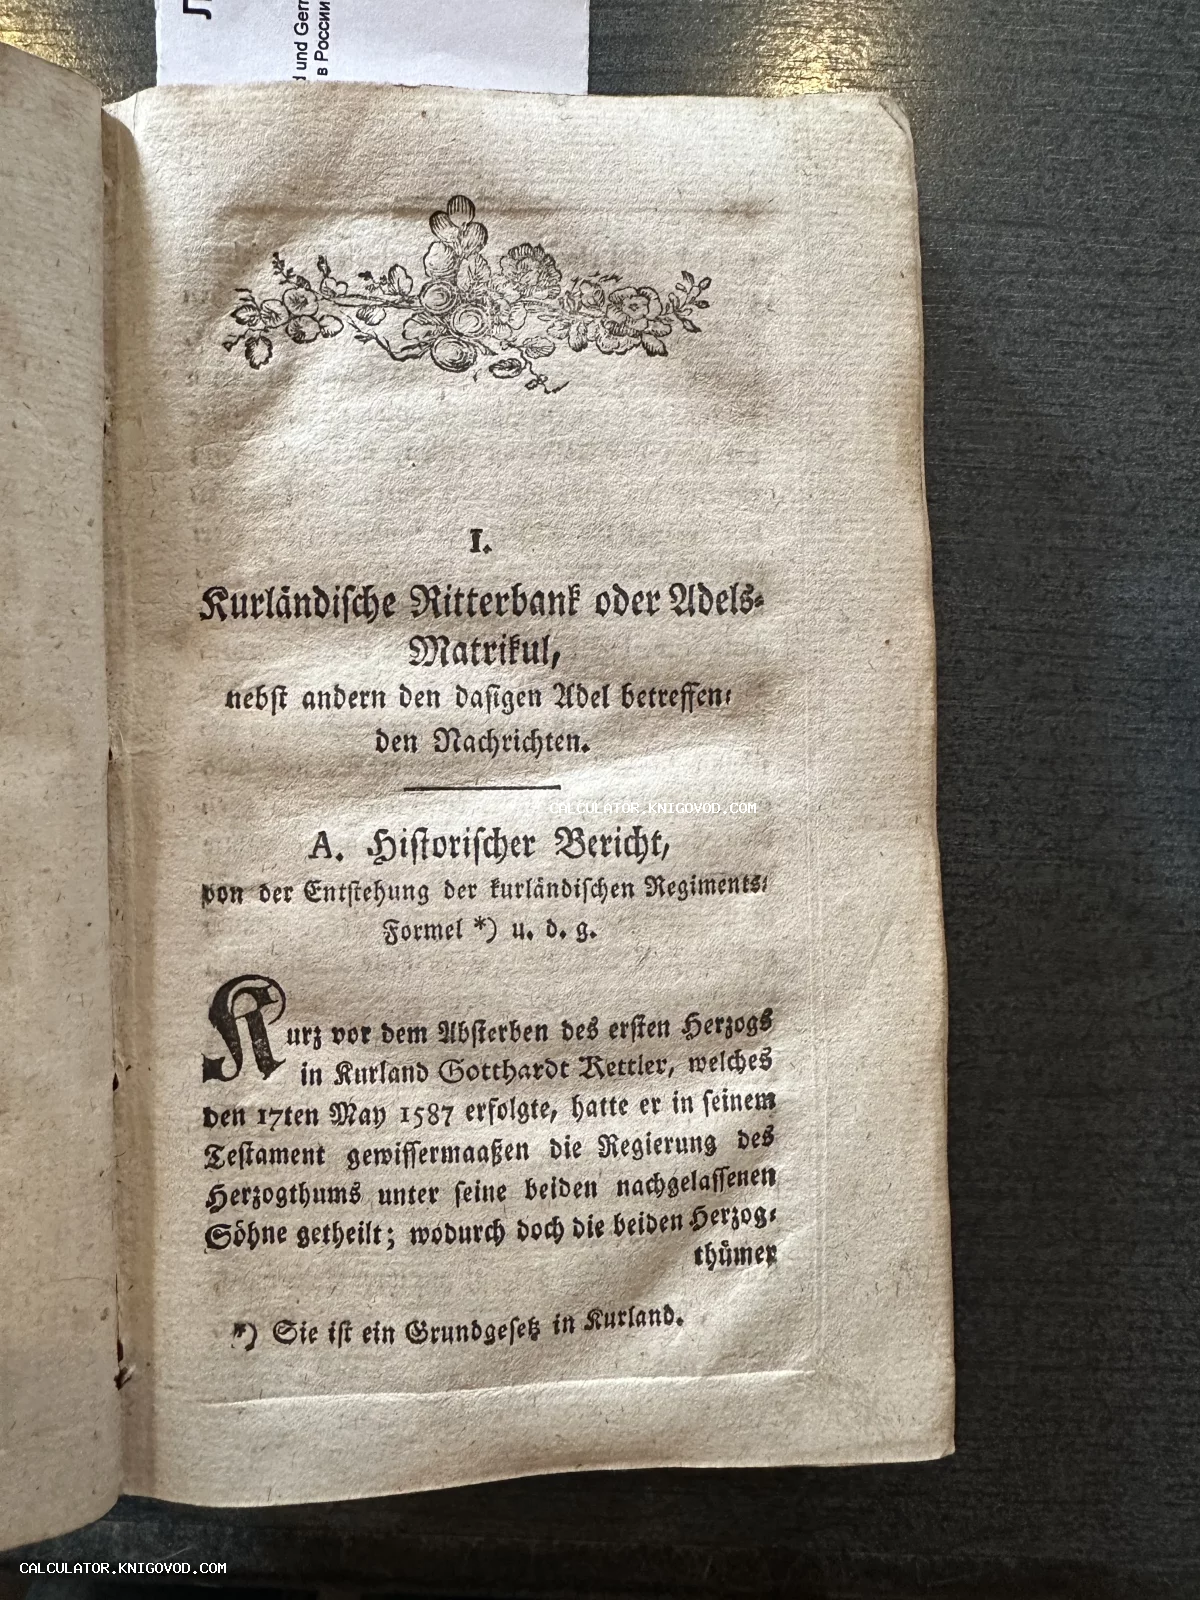 d und Ger
в России
I.
Kurländische Ritterbank oder Adels-
Matrikul,
nebst andern den dasigen Adel betreffen-
den Nachrichten.
CALCULATOR.KNIGOVOD.COM
A. Historischer Bericht,
von der Entstehung der kurländischen Regiments-
Formel *) u. d. g.
Kurz vor dem Absterben des ersten Herzogs
in Kurland Gotthardt Kettler, welches
den 17ten May 1587 erfolgte, hatte er in seinem
Testament gewissermaaßen die Regierung des
Herzogthums unter seine beiden nachgelassenen
Söhne getheilt; wodurch doch die beiden Herzog-
thümer
*) Sie ist ein Grundgesetz in Kurland.
CALCULATOR.KNIGOVOD.COM